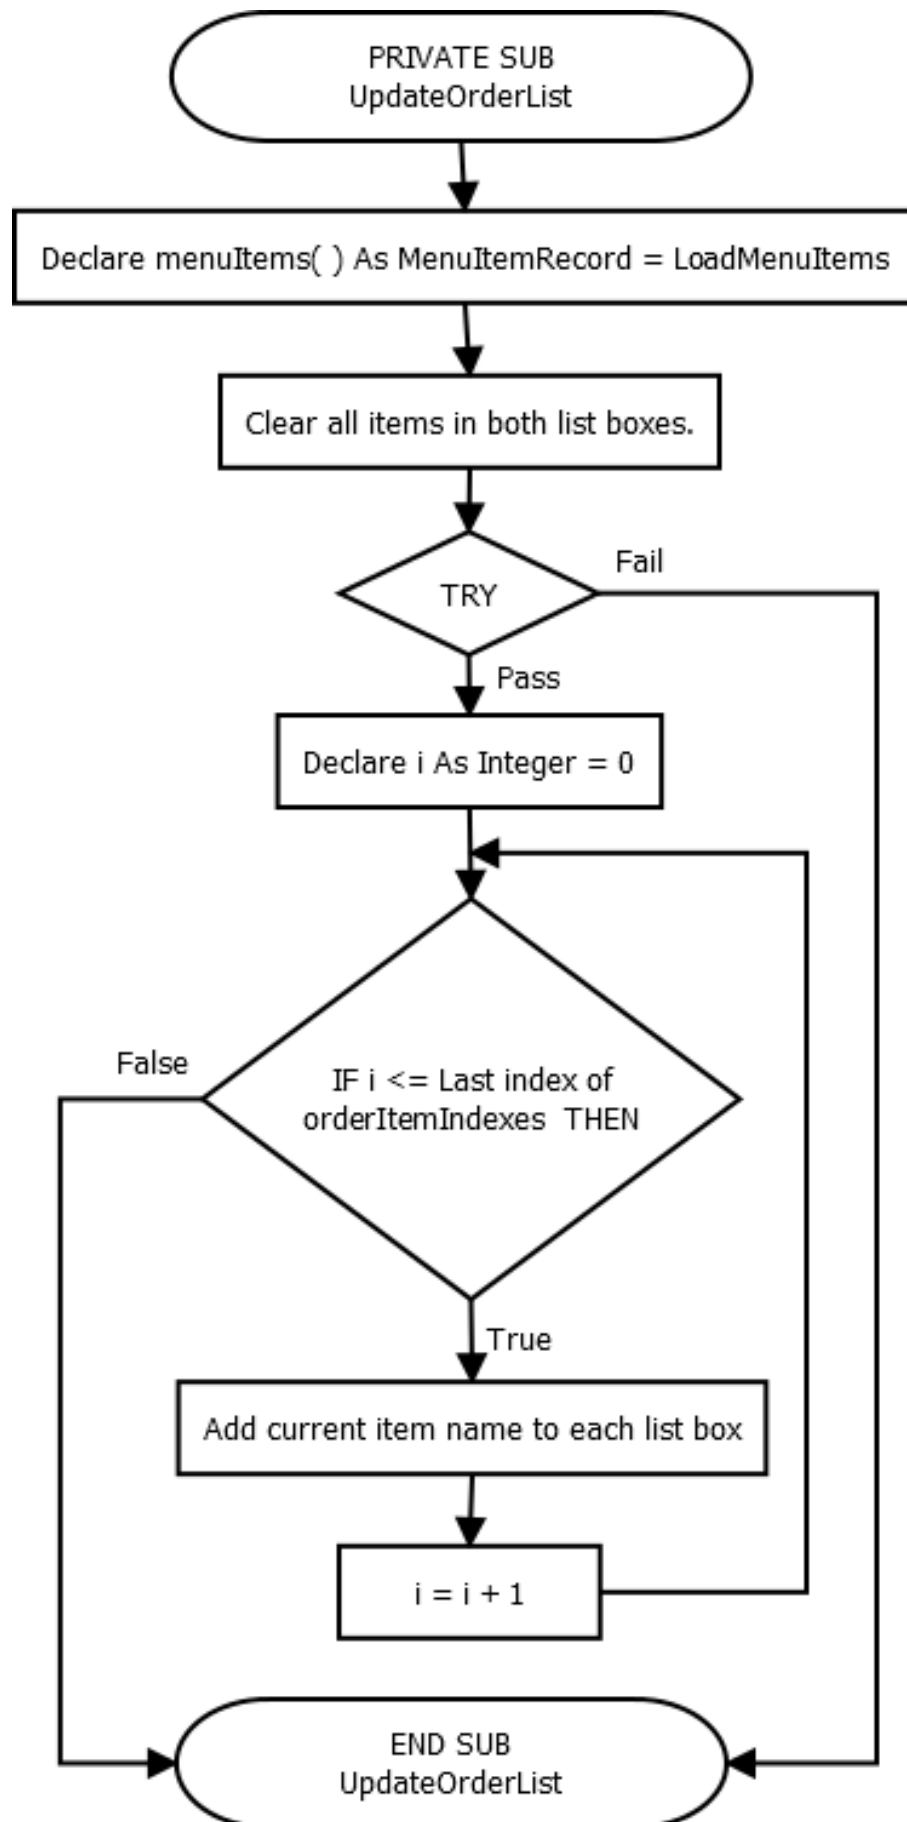 PRIVATE SUB
UpdateOrderList
Declare menuItems( ) As MenuItemRecord = LoadMenuItems
Clear all items in both list boxes.
TRY
Fail
Pass
Declare i As Integer = 0
False
IF i <= Last index of
orderItemIndexes  THEN
True
Add current item name to each list box
i = i + 1
END SUB
UpdateOrderList